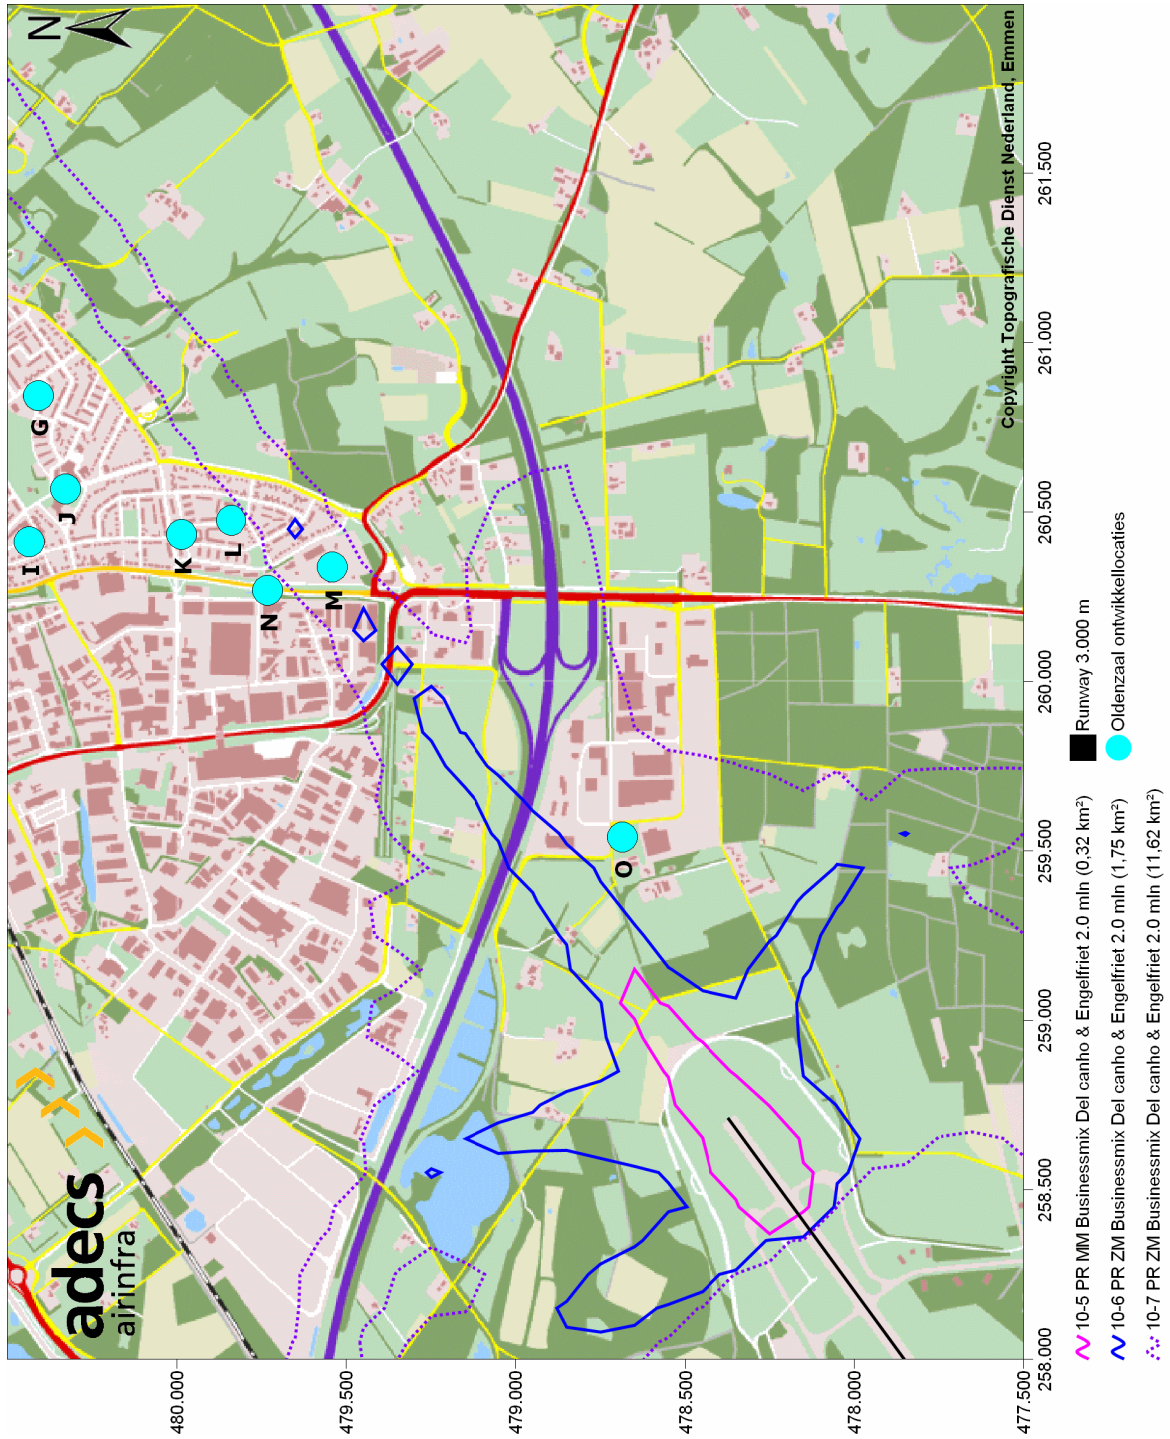 N
adecs
airinfra
G
I
J
K
L
N
M
O
Copyright Topografische Dienst Nederland, Emmen
480.000
479.500
479.000
478.500
478.000
477.500
258.000
258.500
259.000
259.500
260.000
260.500
261.000
261.500
10-5 PR MM Businessmix Del canho & Engelfriet 2.0 mln (0,32 km²)
10-6 PR ZM Businessmix Del canho & Engelfriet 2.0 mln (1,75 km²)
10-7 PR ZM Businessmix Del canho & Engelfriet 2.0 mln (11,62 km²)
Runway 3.000 m
Oldenzaal ontwikkellocaties